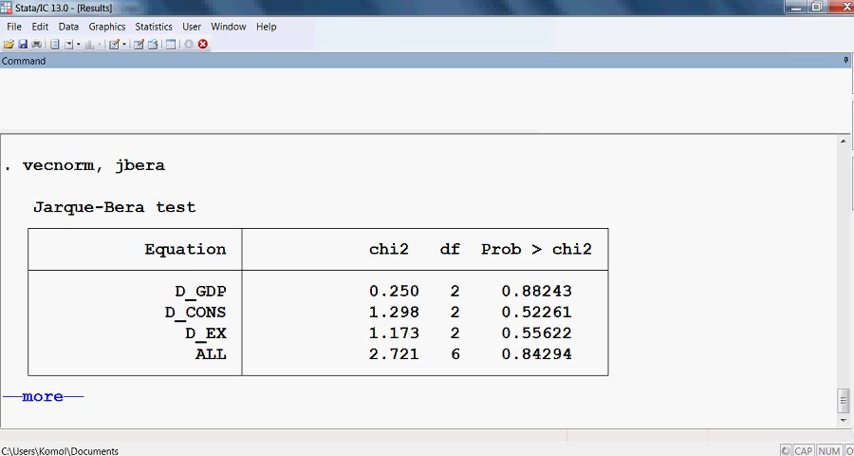 Stata/IC 13.0 - [Results]
File Edit Data Graphics Statistics User Window Help
Command
. vecnorm, jbera
Jarque-Bera test
Equation chi2 df Prob > chi2
D_GDP 0.250 2 0.88243
D_CONS 1.298 2 0.52261
D_EX 1.173 2 0.55622
ALL 2.721 6 0.84294
—more—
C:\Users\Komol\Documents CAP NUM O